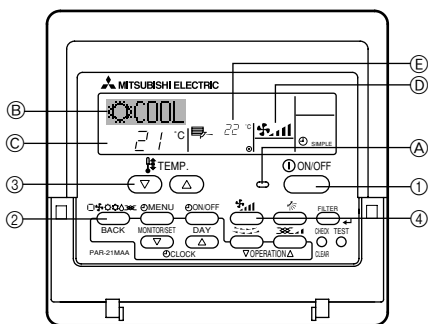 MITSUBISHI ELECTRIC
Ⓔ
Ⓓ
Ⓑ
COOL
22 °C
Ⓒ
21 °C
SIMPLE
TEMP.
Ⓐ
ON/OFF
③
▽ △
①
②
MENU ON/OFF
FILTER
④
BACK MONITOR/SET DAY
CHECK TEST
▽ △
PAR-21MAA
CLOCK
▽OPERATION△
CLEAR